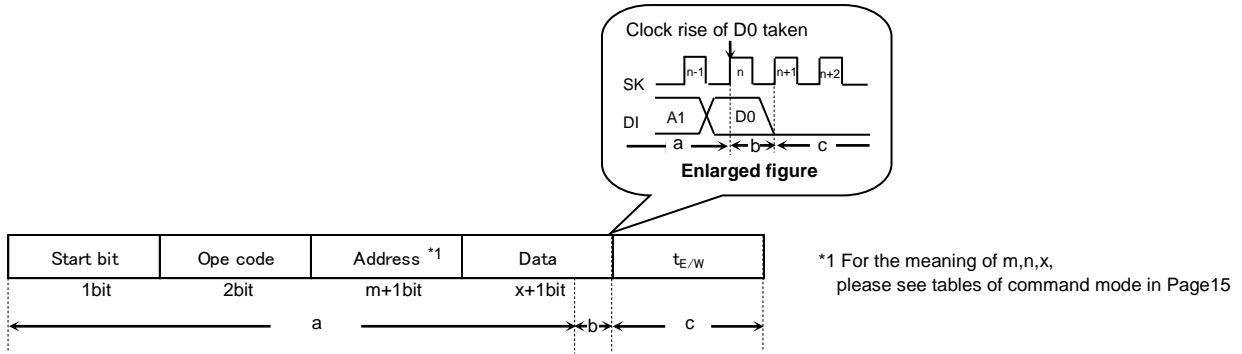 Clock rise of D0 taken
SK n-1 n n+1 n+2
DI A1 D0
a b c
Enlarged figure
Start bit Ope code Address *1 Data tE/W
1bit 2bit m+1bit x+1bit
a b c
*1 For the meaning of m,n,x,
please see tables of command mode in Page15